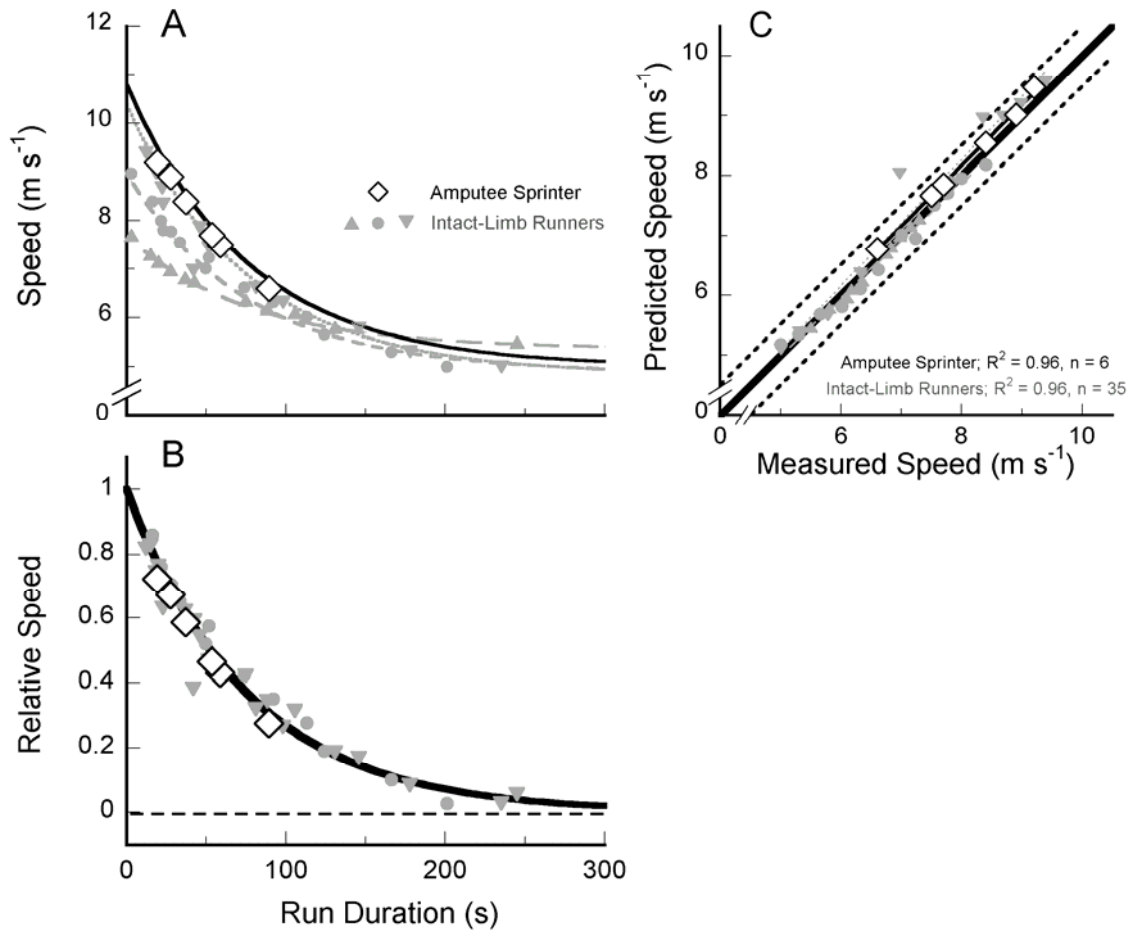 A
12
10
8
6
0
Speed (m s⁻¹)
Amputee Sprinter
Intact-Limb Runners
B
1
0.8
0.6
0.4
0.2
0
Relative Speed
0 100 200 300
Run Duration (s)
C
10
8
6
0
Predicted Speed (m s⁻¹)
Amputee Sprinter; R² = 0.96, n = 6
Intact-Limb Runners; R² = 0.96, n = 35
0 6 8 10
Measured Speed (m s⁻¹)